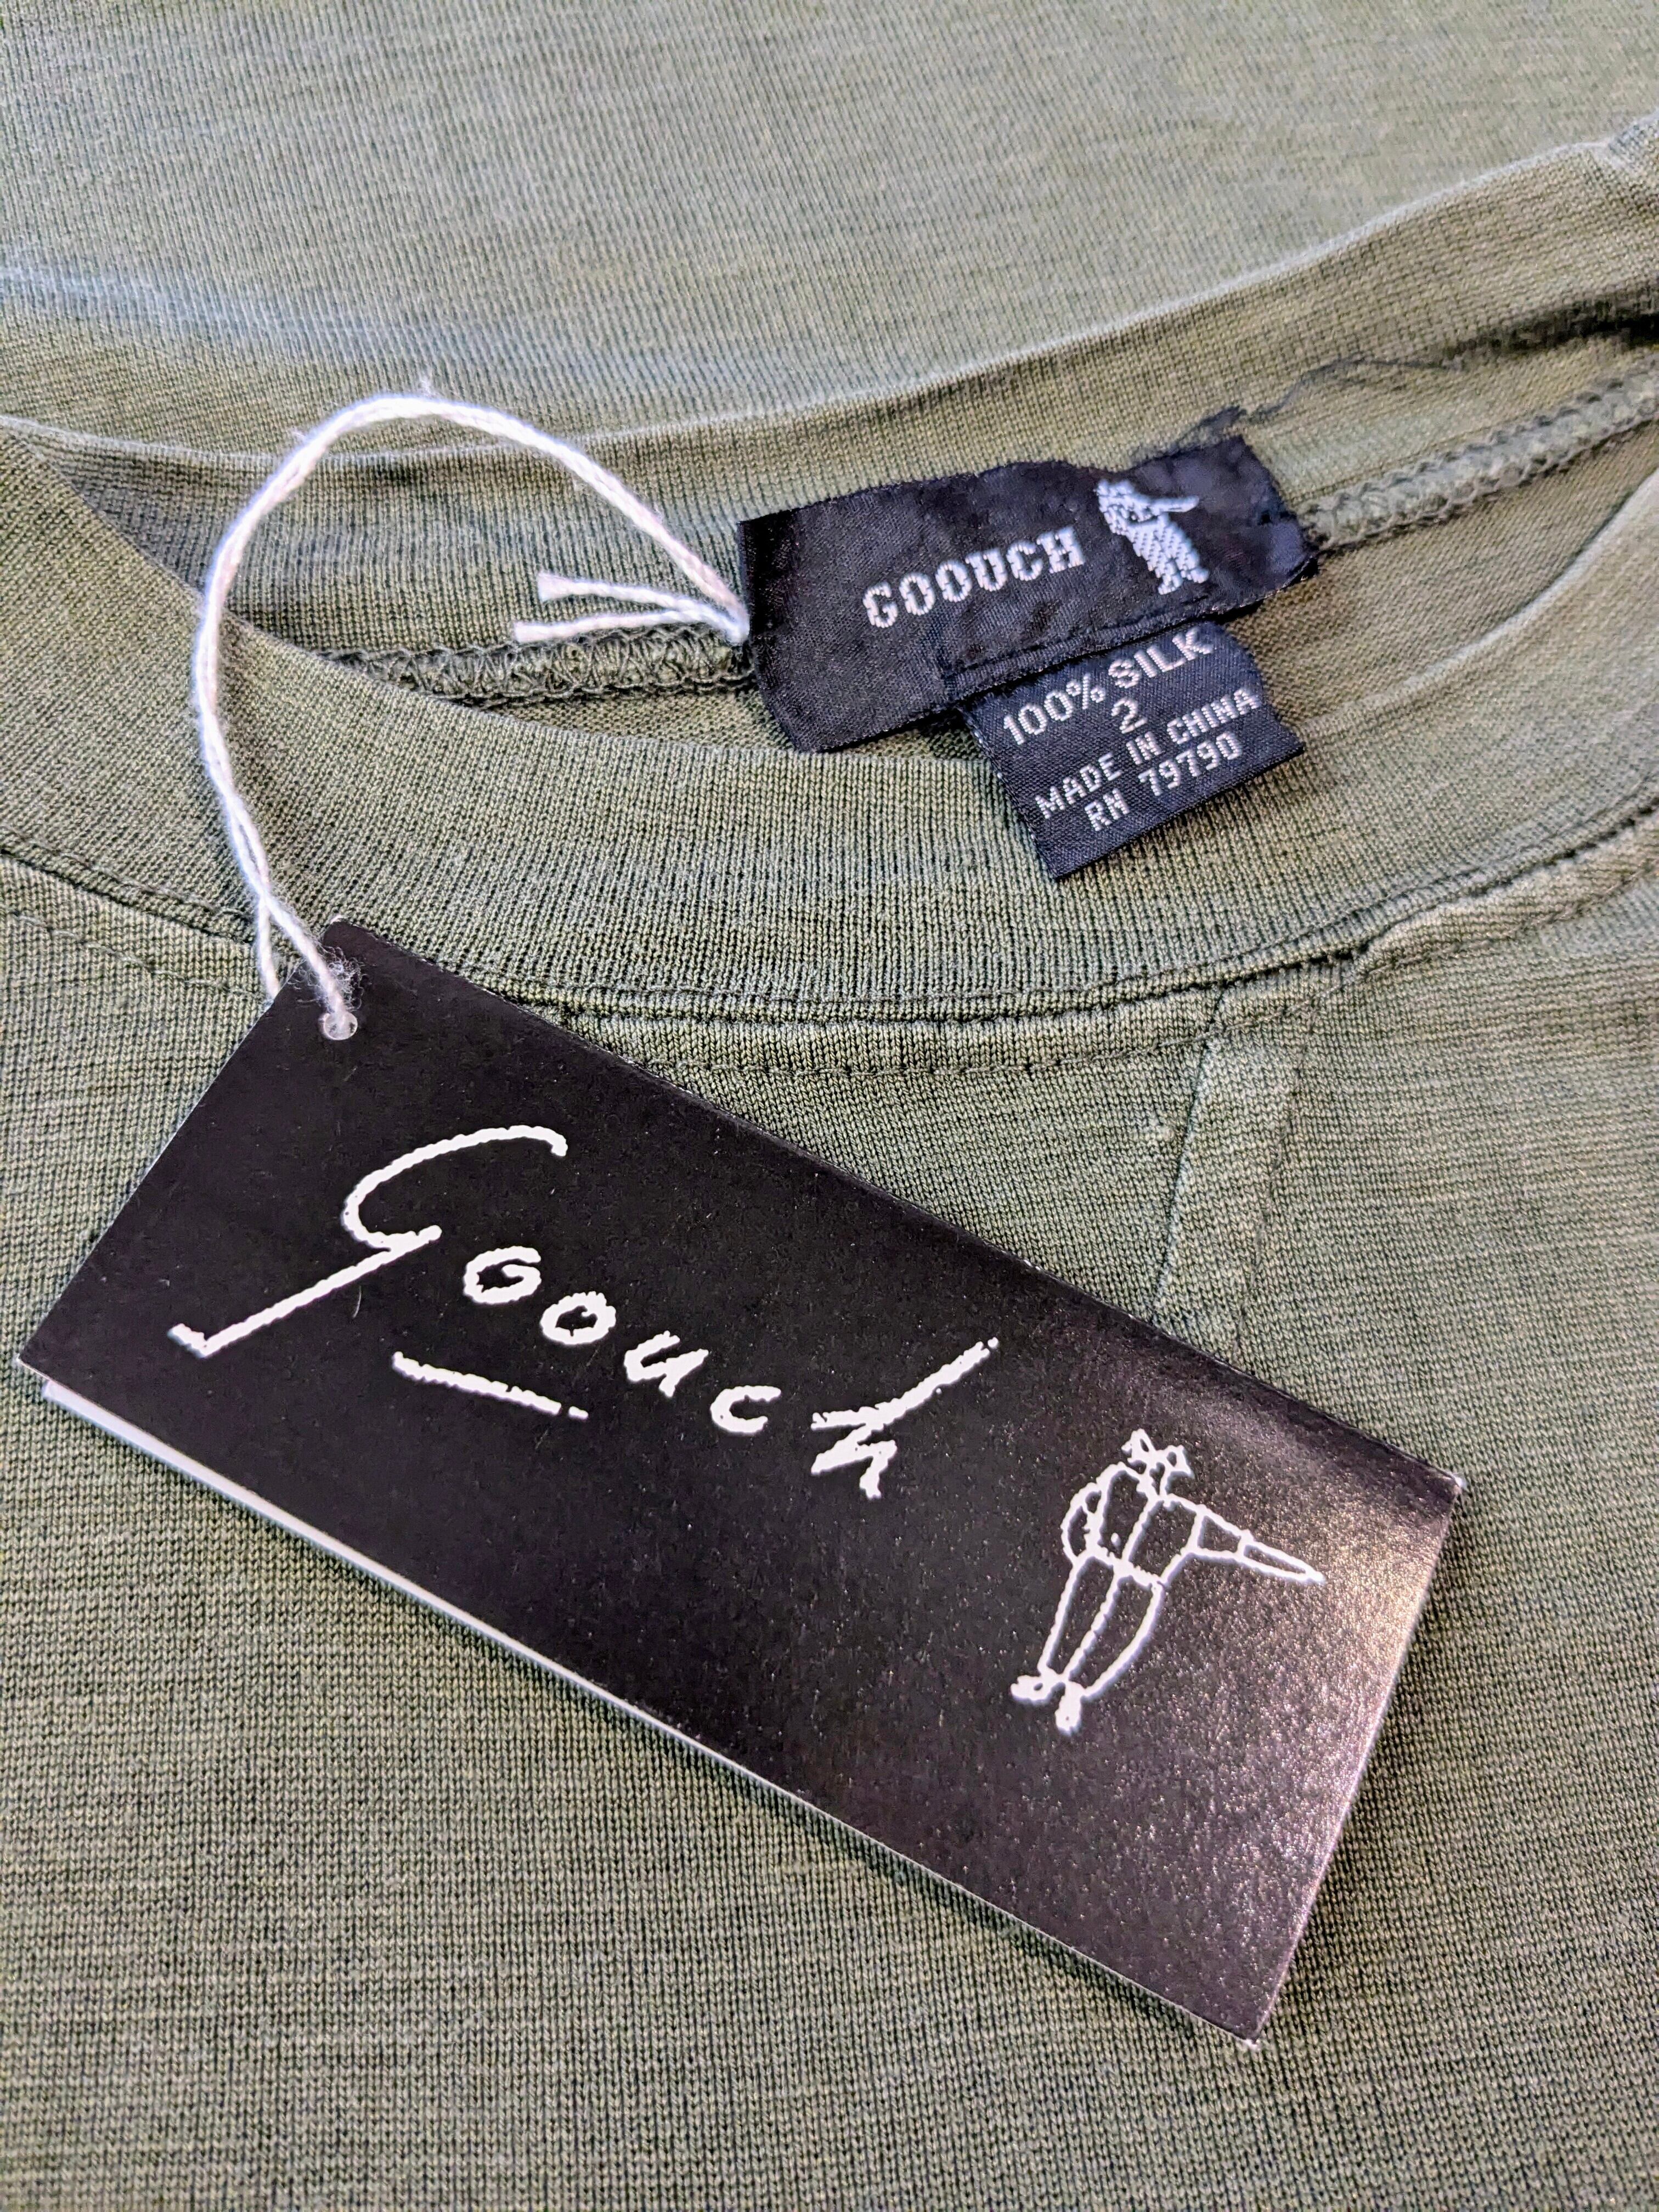 GOOUCH
100% SILK
2
MADE IN CHINA
RN 79790
Goouch